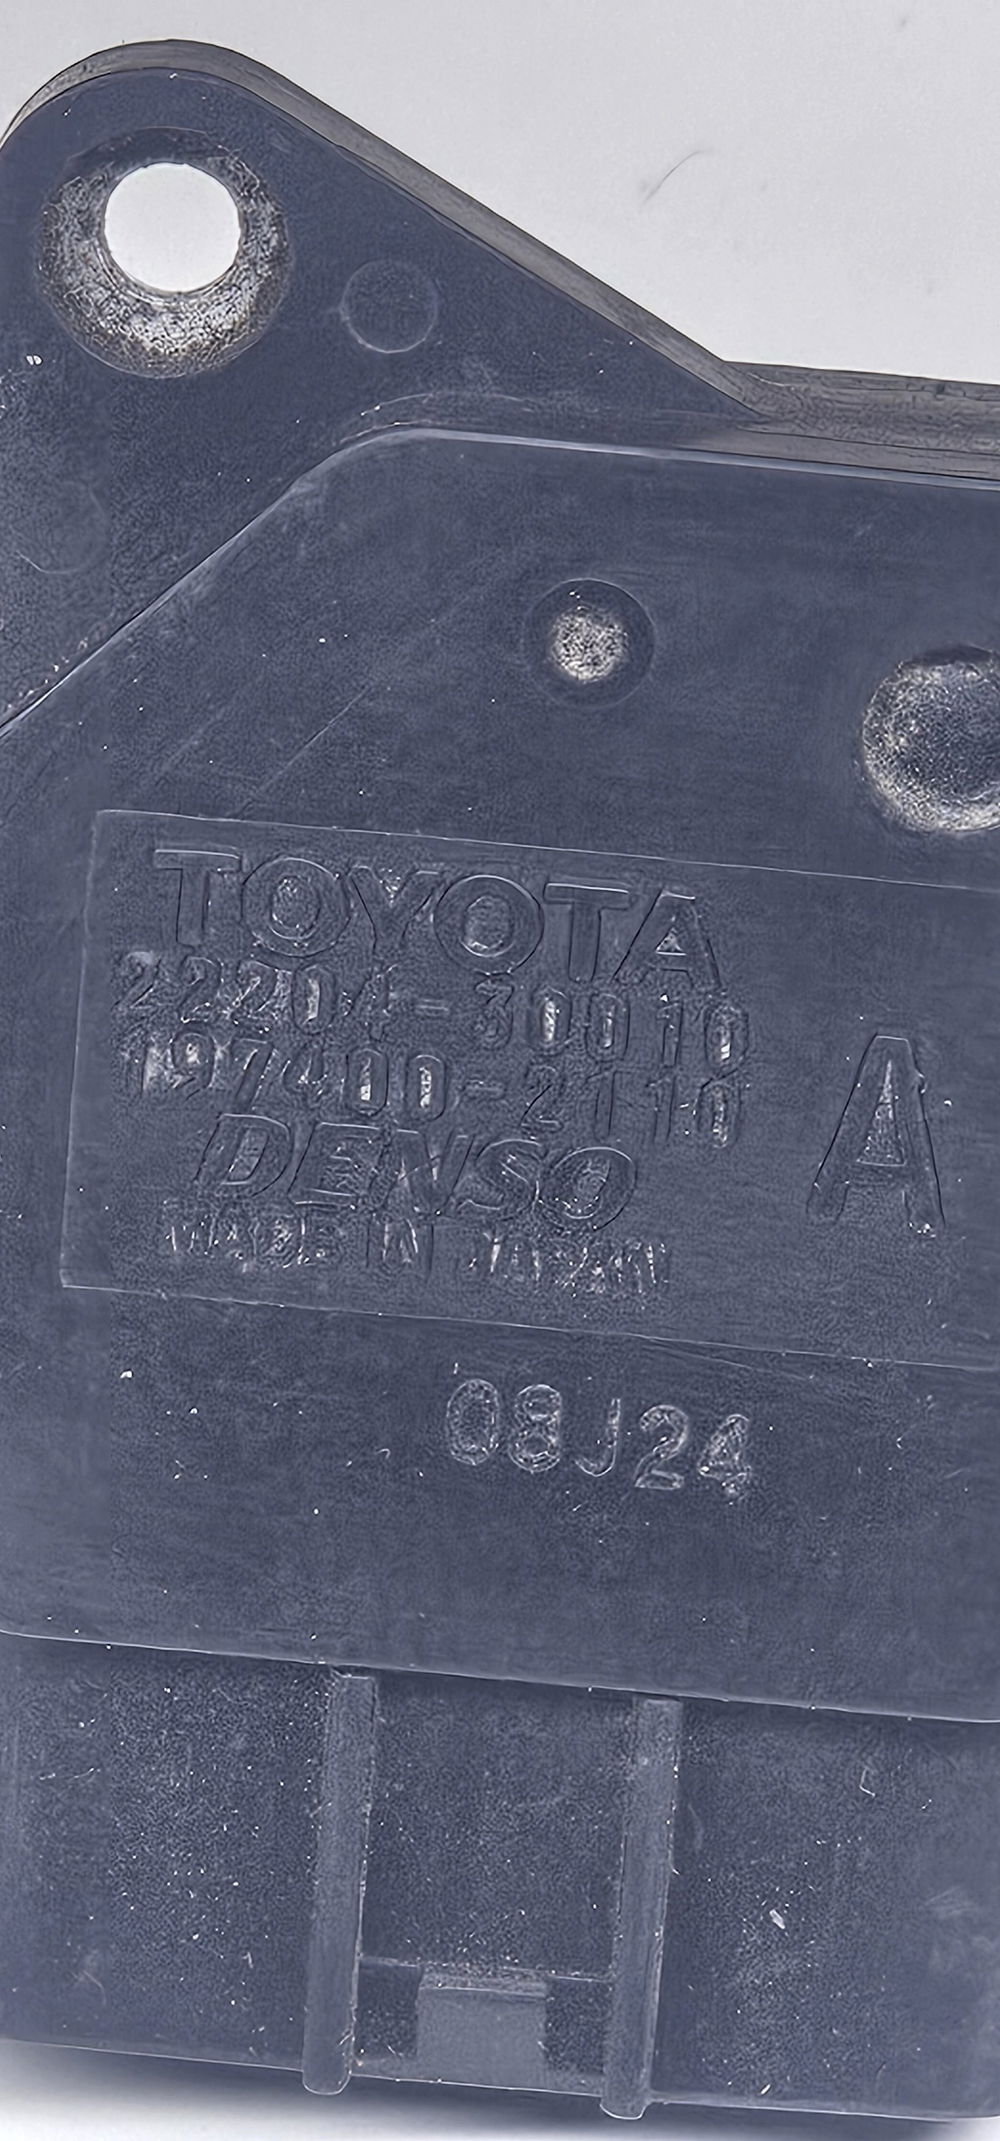 TOYOTA
22204-30010
197400-2110
DENSO
MADE IN JAPAN
A
08J24